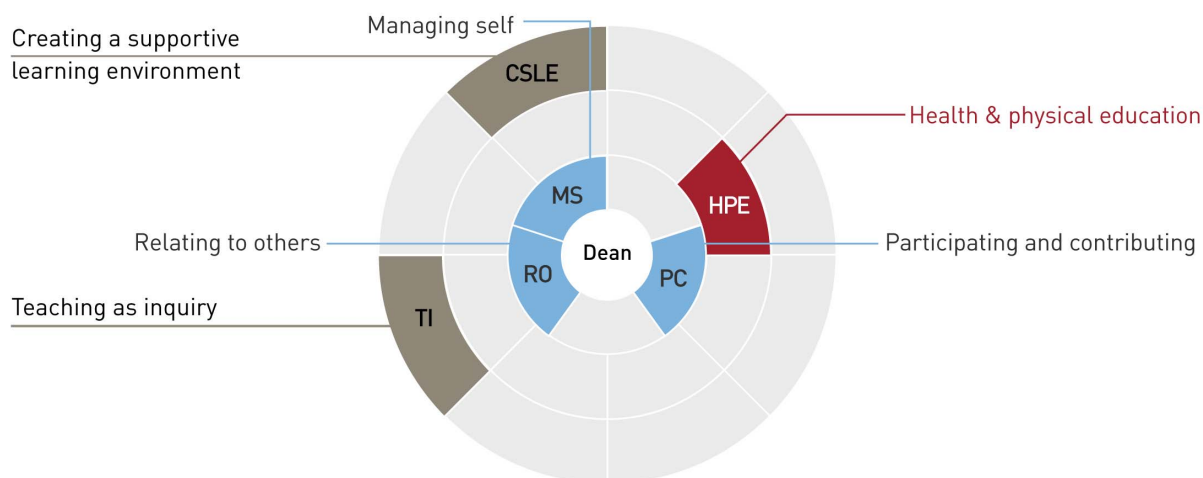 Managing self
Creating a supportive
learning environment
CSLE
Health & physical education
MS
HPE
Relating to others
Dean
Participating and contributing
RO
PC
Teaching as inquiry
TI